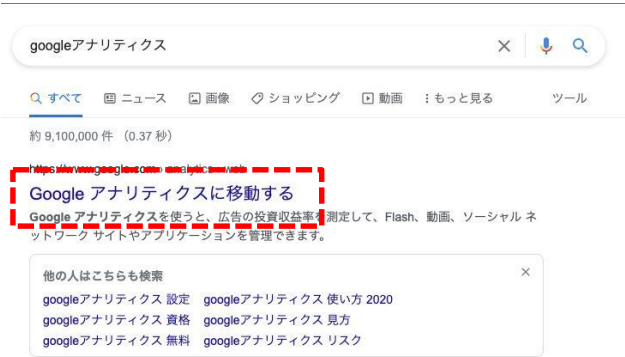 googleアナリティクス
すべて ニュース 画像 ショッピング 動画 もっと見る ツール
約 9,100,000 件 （0.37 秒）
https://www.google.com › analytics › web
Google アナリティクスに移動する
Google アナリティクスを使うと、広告の投資収益率を測定して、Flash、動画、ソーシャル ネ
ットワーク サイトやアプリケーションを管理できます。
他の人はこちらも検索
googleアナリティクス 設定 googleアナリティクス 使い方 2020
googleアナリティクス 資格 googleアナリティクス 見方
googleアナリティクス 無料 googleアナリティクス リスク